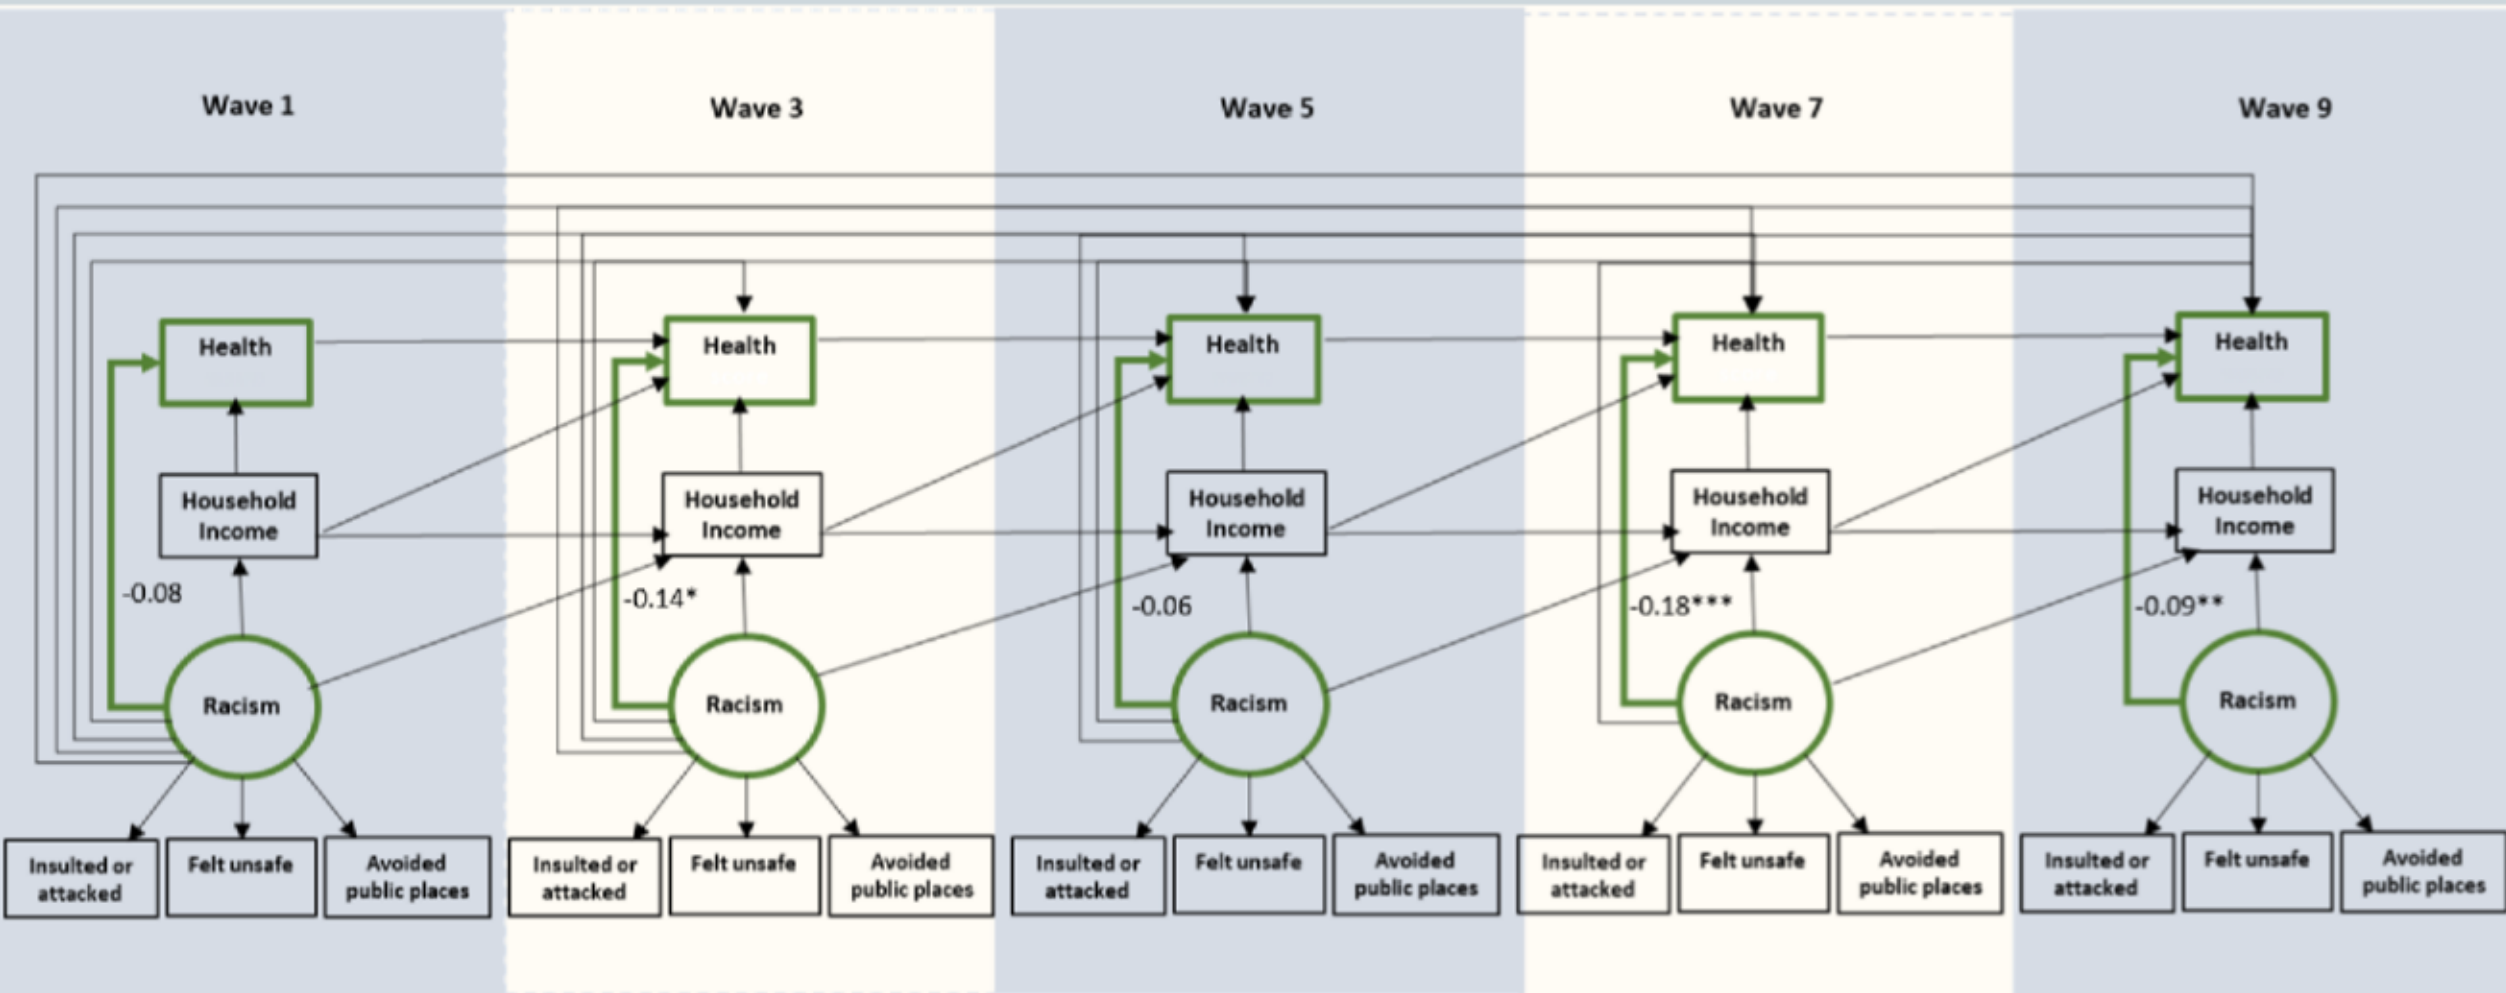 Wave 1
Wave 3
Wave 5
Wave 7
Wave 9
Health
Health
Health
Health
Health
Household
Income
Household
Income
Household
Income
Household
Income
Household
Income
-0.08
-0.14*
-0.06
-0.18***
-0.09**
Racism
Racism
Racism
Racism
Racism
Insulted or
attacked
Felt unsafe
Avoided
public places
Insulted or
attacked
Felt unsafe
Avoided
public places
Insulted or
attacked
Felt unsafe
Avoided
public places
Insulted or
attacked
Felt unsafe
Avoided
public places
Insulted or
attacked
Felt unsafe
Avoided
public places